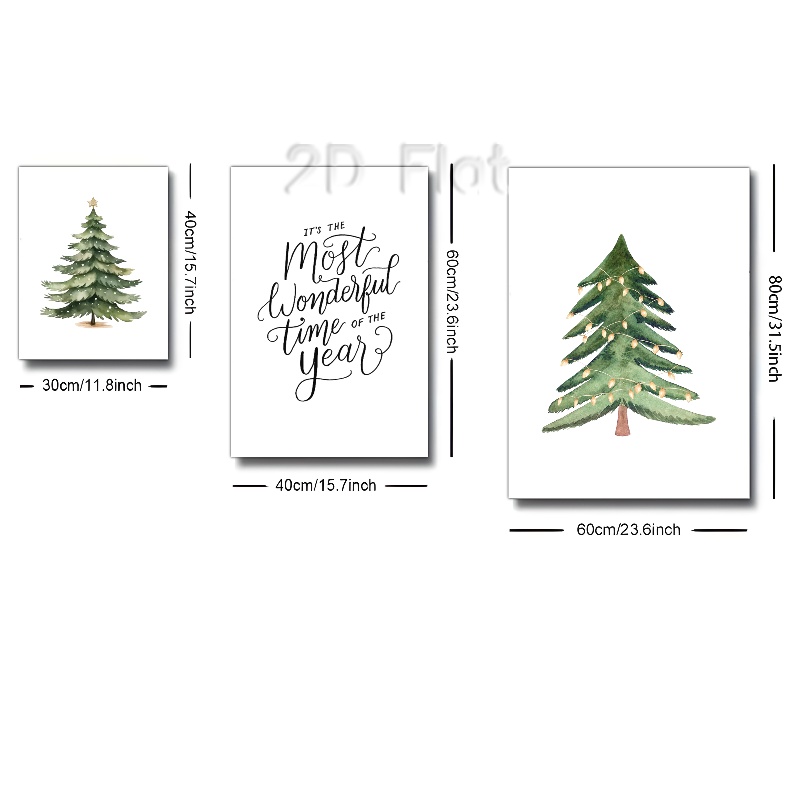 2D Flat
40cm/15.7inch
30cm/11.8inch
IT'S THE
Most
Wonderful
time OF THE
year
60cm/23.6inch
40cm/15.7inch
80cm/31.5inch
60cm/23.6inch